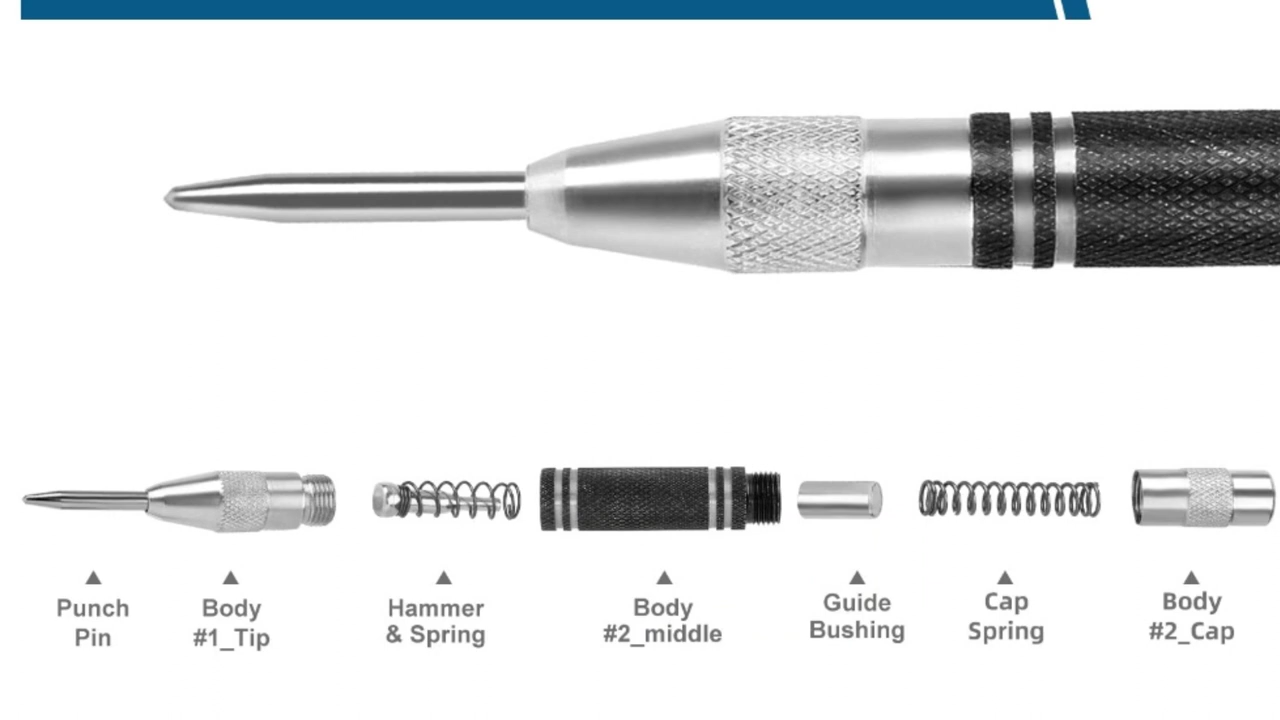 Punch
Pin
Body
#1_Tip
Hammer
& Spring
Body
#2_middle
Guide
Bushing
Cap
Spring
Body
#2_Cap